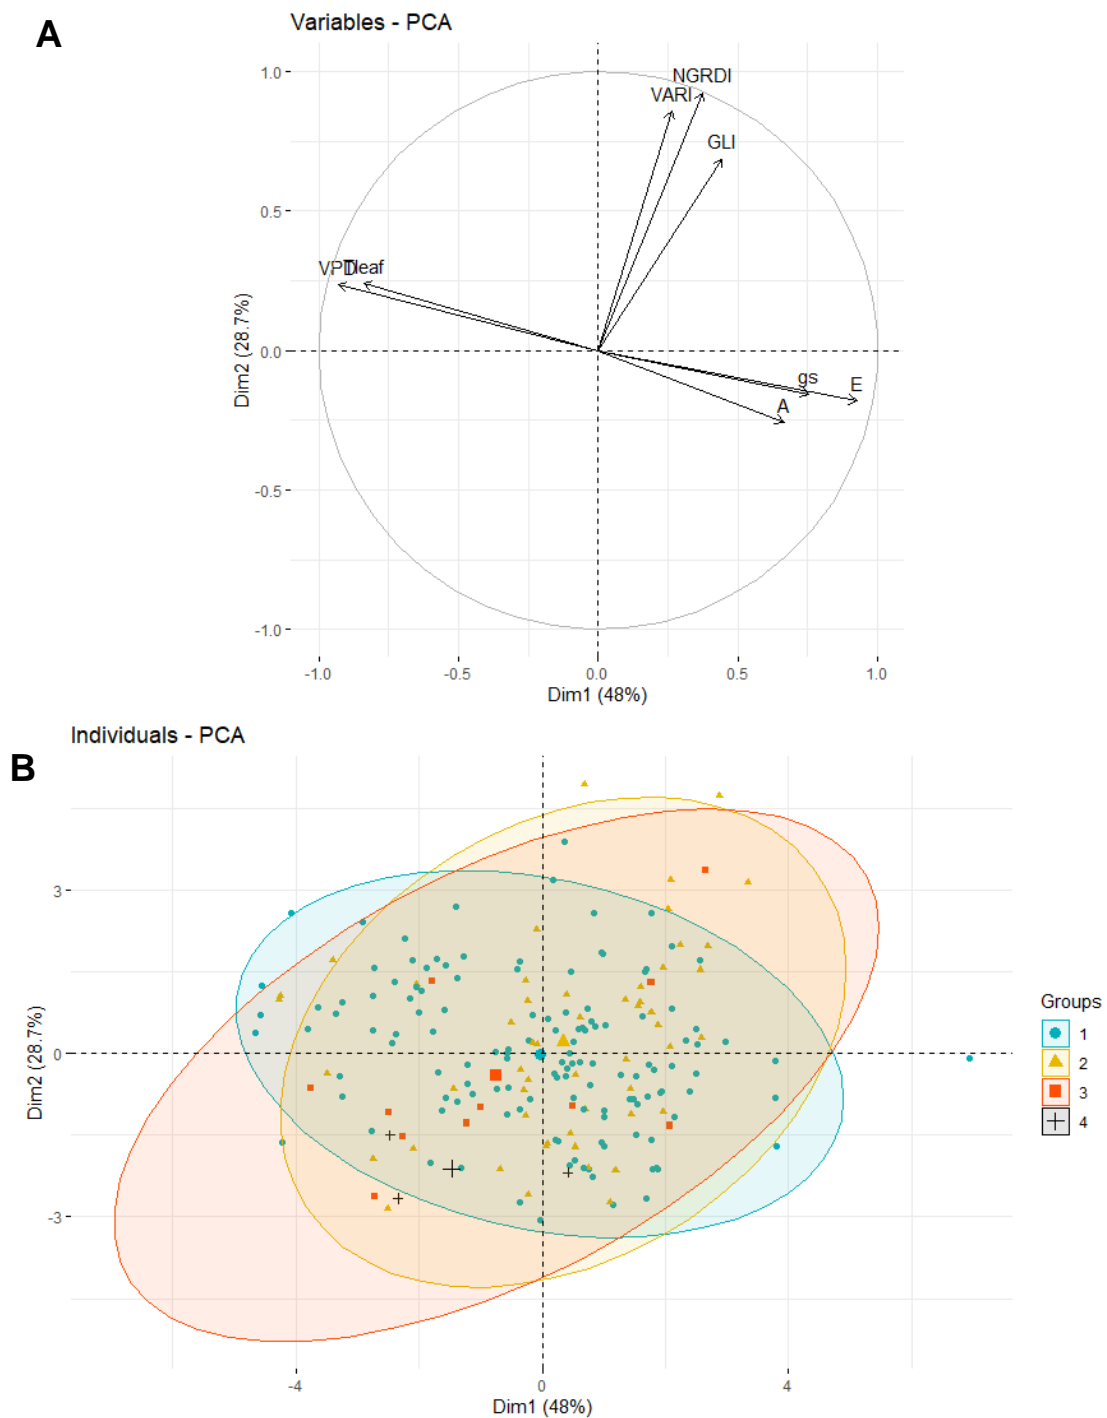 A
Variables - PCA
1.0
0.5
0.0
-0.5
-1.0
Dim2 (28.7%)
NGRDI
VARI
GLI
VPD
Tleaf
gs
E
A
-1.0
-0.5
0.0
0.5
1.0
Dim1 (48%)
Individuals - PCA
B
3
0
-3
Dim2 (28.7%)
-4
0
4
Dim1 (48%)
Groups
1
2
3
4